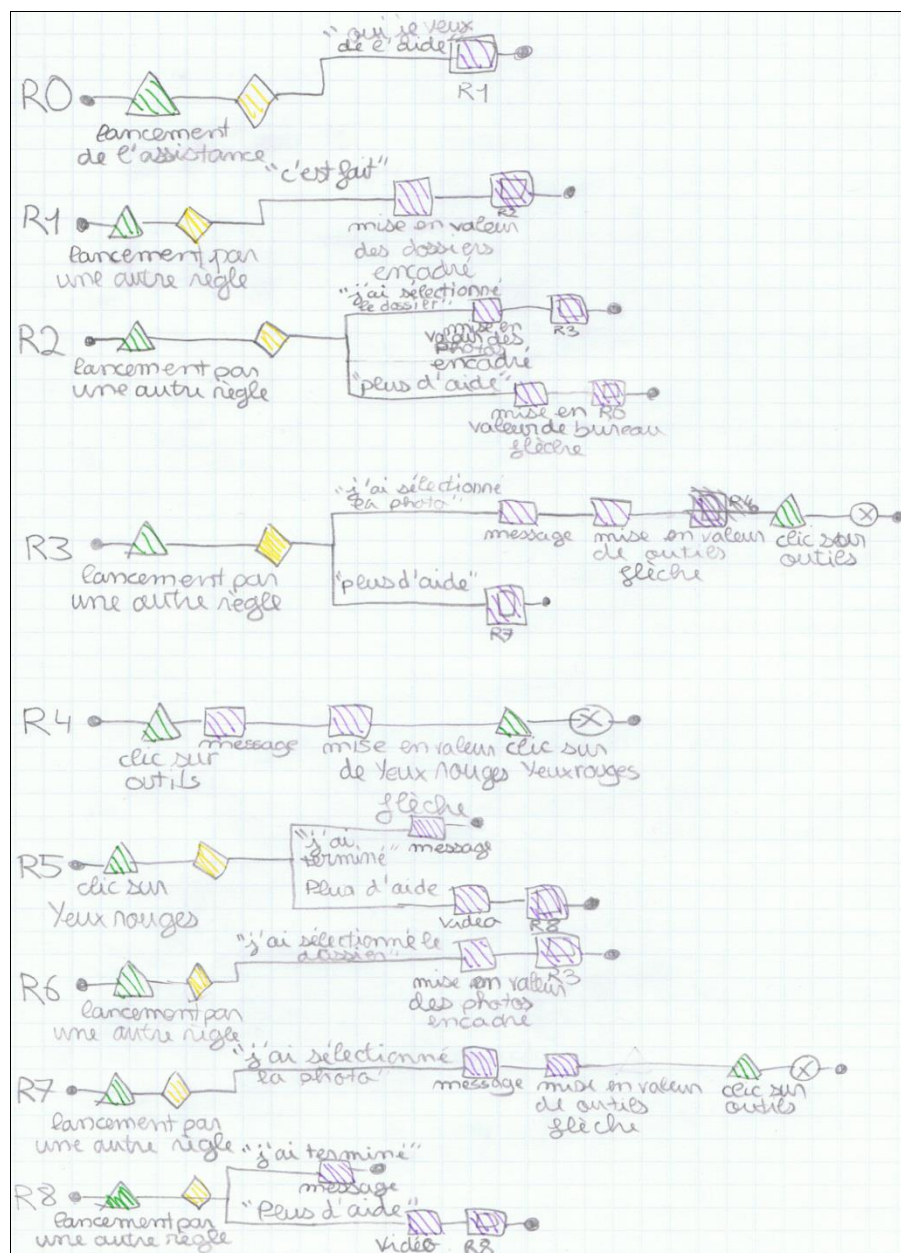 "oui je veux
de l'aide"
R0
R1
lancement
de l'assistance
"c'est fait"
R1
R2
lancement par
une autre règle
mise en valeur
des dossiers
encadré
"j'ai sélectionné
le dossier"
R2
R3
mise en
valeur des
photos
encadré
lancement par
une autre règle
"plus d'aide"
mise en R0
valeur de bureau
flèche
"j'ai sélectionné
la photo"
R4
R3
message
mise en valeur
de outils
flèche
clic sur
outils
lancement par
une autre règle
"plus d'aide"
R7
R4
clic sur
outils
message
mise en valeur
de Yeux rouges
flèche
clic sur
Yeux rouges
"j'ai
terminé"
message
R5
clic sur
Yeux rouges
Plus d'aide
vidéo
R8
"j'ai sélectionné le
dossier"
R6
R3
lancement par
une autre règle
mise en valeur
des photos
encadré
"j'ai sélectionné
la photo"
R7
message
mise en valeur
de outils
flèche
clic sur
outils
lancement par
une autre règle
"j'ai terminé"
message
R8
lancement par
une autre règle
"Plus d'aide"
vidéo
R8